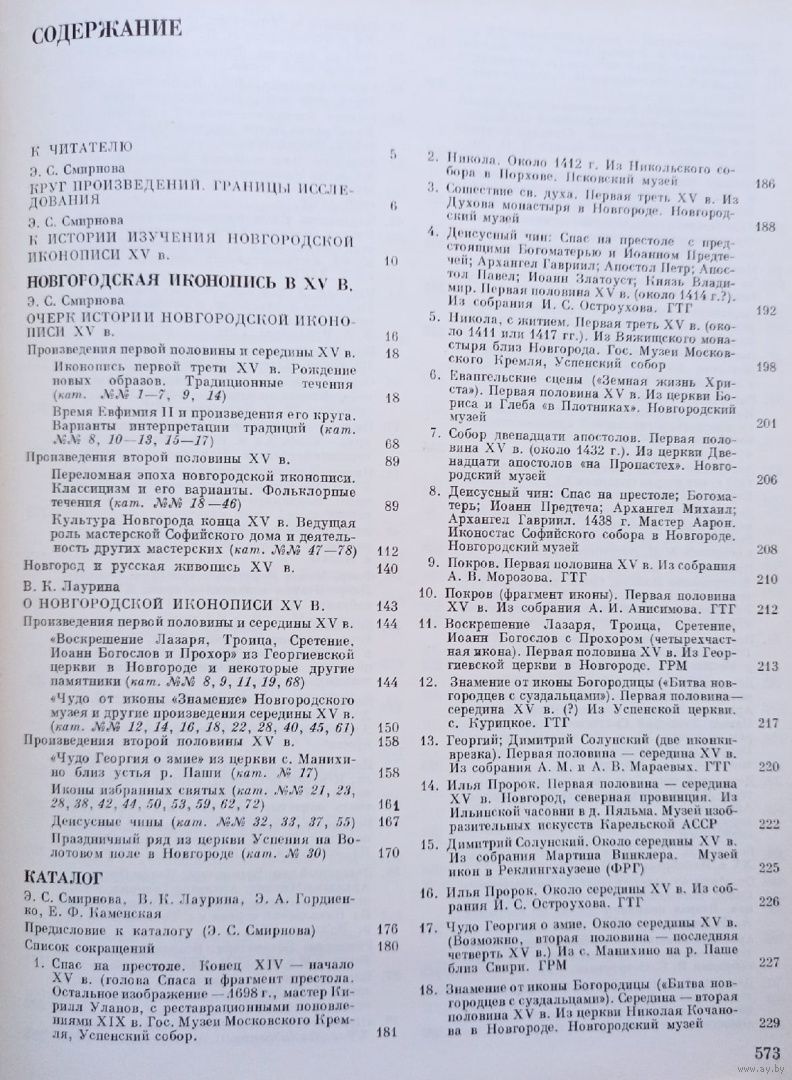 СОДЕРЖАНИЕ
К ЧИТАТЕЛЮ 5
Э. С. Смирнова
КРУГ ПРОИЗВЕДЕНИЙ. ГРАНИЦЫ ИССЛЕ-
ДОВАНИЯ 6
Э. С. Смирнова
К ИСТОРИИ ИЗУЧЕНИЯ НОВГОРОДСКОЙ
ИКОНОПИСИ XV в. 10
НОВГОРОДСКАЯ ИКОНОПИСЬ В XV В.
Э. С. Смирнова
ОЧЕРК ИСТОРИИ НОВГОРОДСКОЙ ИКОНО-
ПИСИ XV в. 16
Произведения первой половины и середины XV в. 18
Иконопись первой трети XV в. Рождение
новых образов. Традиционные течения
(кат. №№ 1—7, 9, 14) 18
Время Евфимия II и произведения его круга.
Варианты интерпретации традиций (кат.
№№ 8, 10—13, 15—17) 68
Произведения второй половины XV в. 89
Переломная эпоха новгородской иконописи.
Классицизм и его варианты. Фольклорные
течения (кат. №№ 18—46) 89
Культура Новгорода конца XV в. Ведущая
роль мастерской Софийского дома и деятель-
ность других мастерских (кат. №№ 47—78) 112
Новгород и русская живопись XV в. 140
В. К. Лаурина
О НОВГОРОДСКОЙ ИКОНОПИСИ XV В. 143
Произведения первой половины и середины XV в. 144
«Воскрешение Лазаря, Троица, Сретение,
Иоанн Богослов и Прохор» из Георгиевской
церкви в Новгороде и некоторые другие
памятники (кат. №№ 8, 9, 11, 19, 68) 144
«Чудо от иконы «Знамение» Новгородского
музея и другие произведения середины XV в.
(кат. №№ 12, 14, 16, 18, 22, 28, 40, 45, 61) 150
Произведения второй половины XV в. 158
«Чудо Георгия о змие» из церкви с. Манихи-
но близ устья р. Паши (кат. № 17) 158
Иконы избранных святых (кат. №№ 21, 23,
28, 38, 42, 44, 50, 53, 59, 62, 72) 161
Деисусные чины (кат. №№ 32, 33, 37, 55) 167
Праздничный ряд из церкви Успения на Во-
лотовом поле в Новгороде (кат. № 30) 170
КАТАЛОГ
Э. С. Смирнова, В. К. Лаурина, Э. А. Гордиен-
ко, Е. Ф. Каменская
Предисловие к каталогу (Э. С. Смирнова) 176
Список сокращений 180
1. Спас на престоле. Конец XIV — начало
XV в. (голова Спаса и фрагмент престола.
Остальное изображение — 1698 г., мастер Ки-
рилл Уланов, с реставрационными поновле-
ниями XIX в. Гос. Музеи Московского Крем-
ля, Успенский собор. 181
2. Никола. Около 1412 г. Из Никольского со-
бора в Порхове. Псковский музей 186
3. Сошествие св. духа. Первая треть XV в. Из
Духова монастыря в Новгороде. Новгород-
ский музей 188
4. Деисусный чин: Спас на престоле с пред-
стоящими Богоматерью и Иоанном Предте-
чей; Архангел Гавриил; Апостол Петр; Апос-
тол Павел; Иоанн Златоуст; Князь Влади-
мир. Первая половина XV в. (около 1414 г.?).
Из собрания И. С. Остроухова. ГТГ 192
5. Никола, с житием. Первая треть XV в. (око-
ло 1411 или 1417 гг.). Из Вяжищского мона-
стыря близ Новгорода. Гос. Музеи Москов-
ского Кремля, Успенский собор 198
6. Евангельские сцены («Земная жизнь Хри-
ста»). Первая половина XV в. Из церкви Бо-
риса и Глеба «в Плотниках». Новгородский
музей 201
7. Собор двенадцати апостолов. Первая поло-
вина XV в. (около 1432 г.). Из церкви Две-
надцати апостолов «на Пропастех». Новго-
родский музей 206
8. Деисусный чин: Спас на престоле; Богома-
терь; Иоанн Предтеча; Архангел Михаил;
Архангел Гавриил. 1438 г. Мастер Аарон.
Иконостас Софийского собора в Новгороде.
Новгородский музей 208
9. Покров. Первая половина XV в. Из собрания
А. В. Морозова. ГТГ 210
10. Покров (фрагмент иконы). Первая половина
XV в. Из собрания А. И. Анисимова. ГТГ 212
11. Воскрешение Лазаря, Троица, Сретение,
Иоанн Богослов с Прохором (четырехчаст-
ная икона). Первая половина XV в. Из Геор-
гиевской церкви в Новгороде. ГРМ 213
12. Знамение от иконы Богородицы («Битва нов-
городцев с суздальцами»). Первая половина—
середина XV в. (?) Из Успенской церкви.
с. Курицкое. ГТГ 217
13. Георгий; Димитрий Солунский (две иконки-
врезка). Первая половина — середина XV в.
Из собрания А. М. и А. В. Мараевых. ГТГ 220
14. Илья Пророк. Первая половина — середина
XV в. Новгород, северная провинция. Из
Ильинской часовни в д. Пяльма. Музей изоб-
разительных искусств Карельской АССР 222
15. Димитрий Солунский. Около середины XV в.
Из собрания Мартина Винклера. Музей
икон в Реклингхаузене (ФРГ) 225
16. Илья Пророк. Около середины XV в. Из соб-
рания И. С. Остроухова. ГТГ 226
17. Чудо Георгия о змие. Около середины XV в.
(Возможно, вторая половина — последняя
четверть XV в.) Из с. Манихино на р. Паше
близ Свири. ГРМ 227
18. Знамение от иконы Богородицы («Битва нов-
городцев с суздальцами»). Середина — вторая
половина XV в. Из церкви Николая Кочано-
ва в Новгороде. Новгородский музей 229
573
www.ay.by